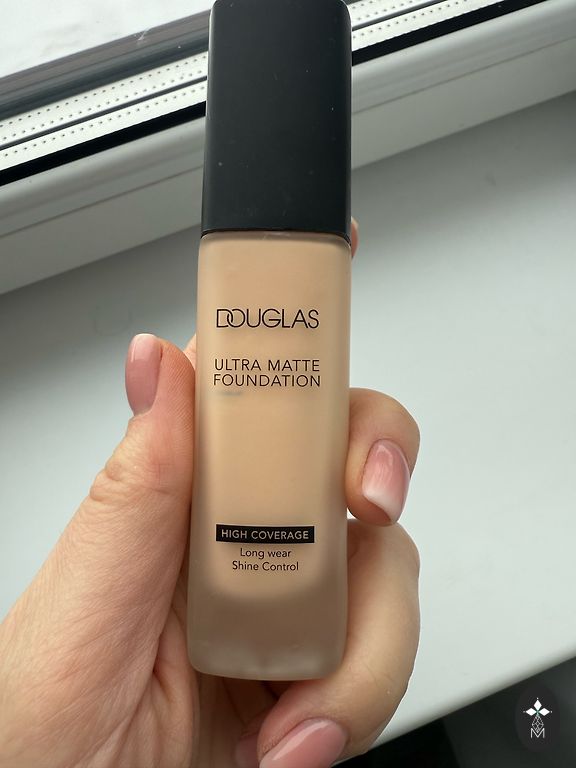 DOUGLAS
ULTRA MATTE
FOUNDATION
HIGH COVERAGE
Long wear
Shine Control